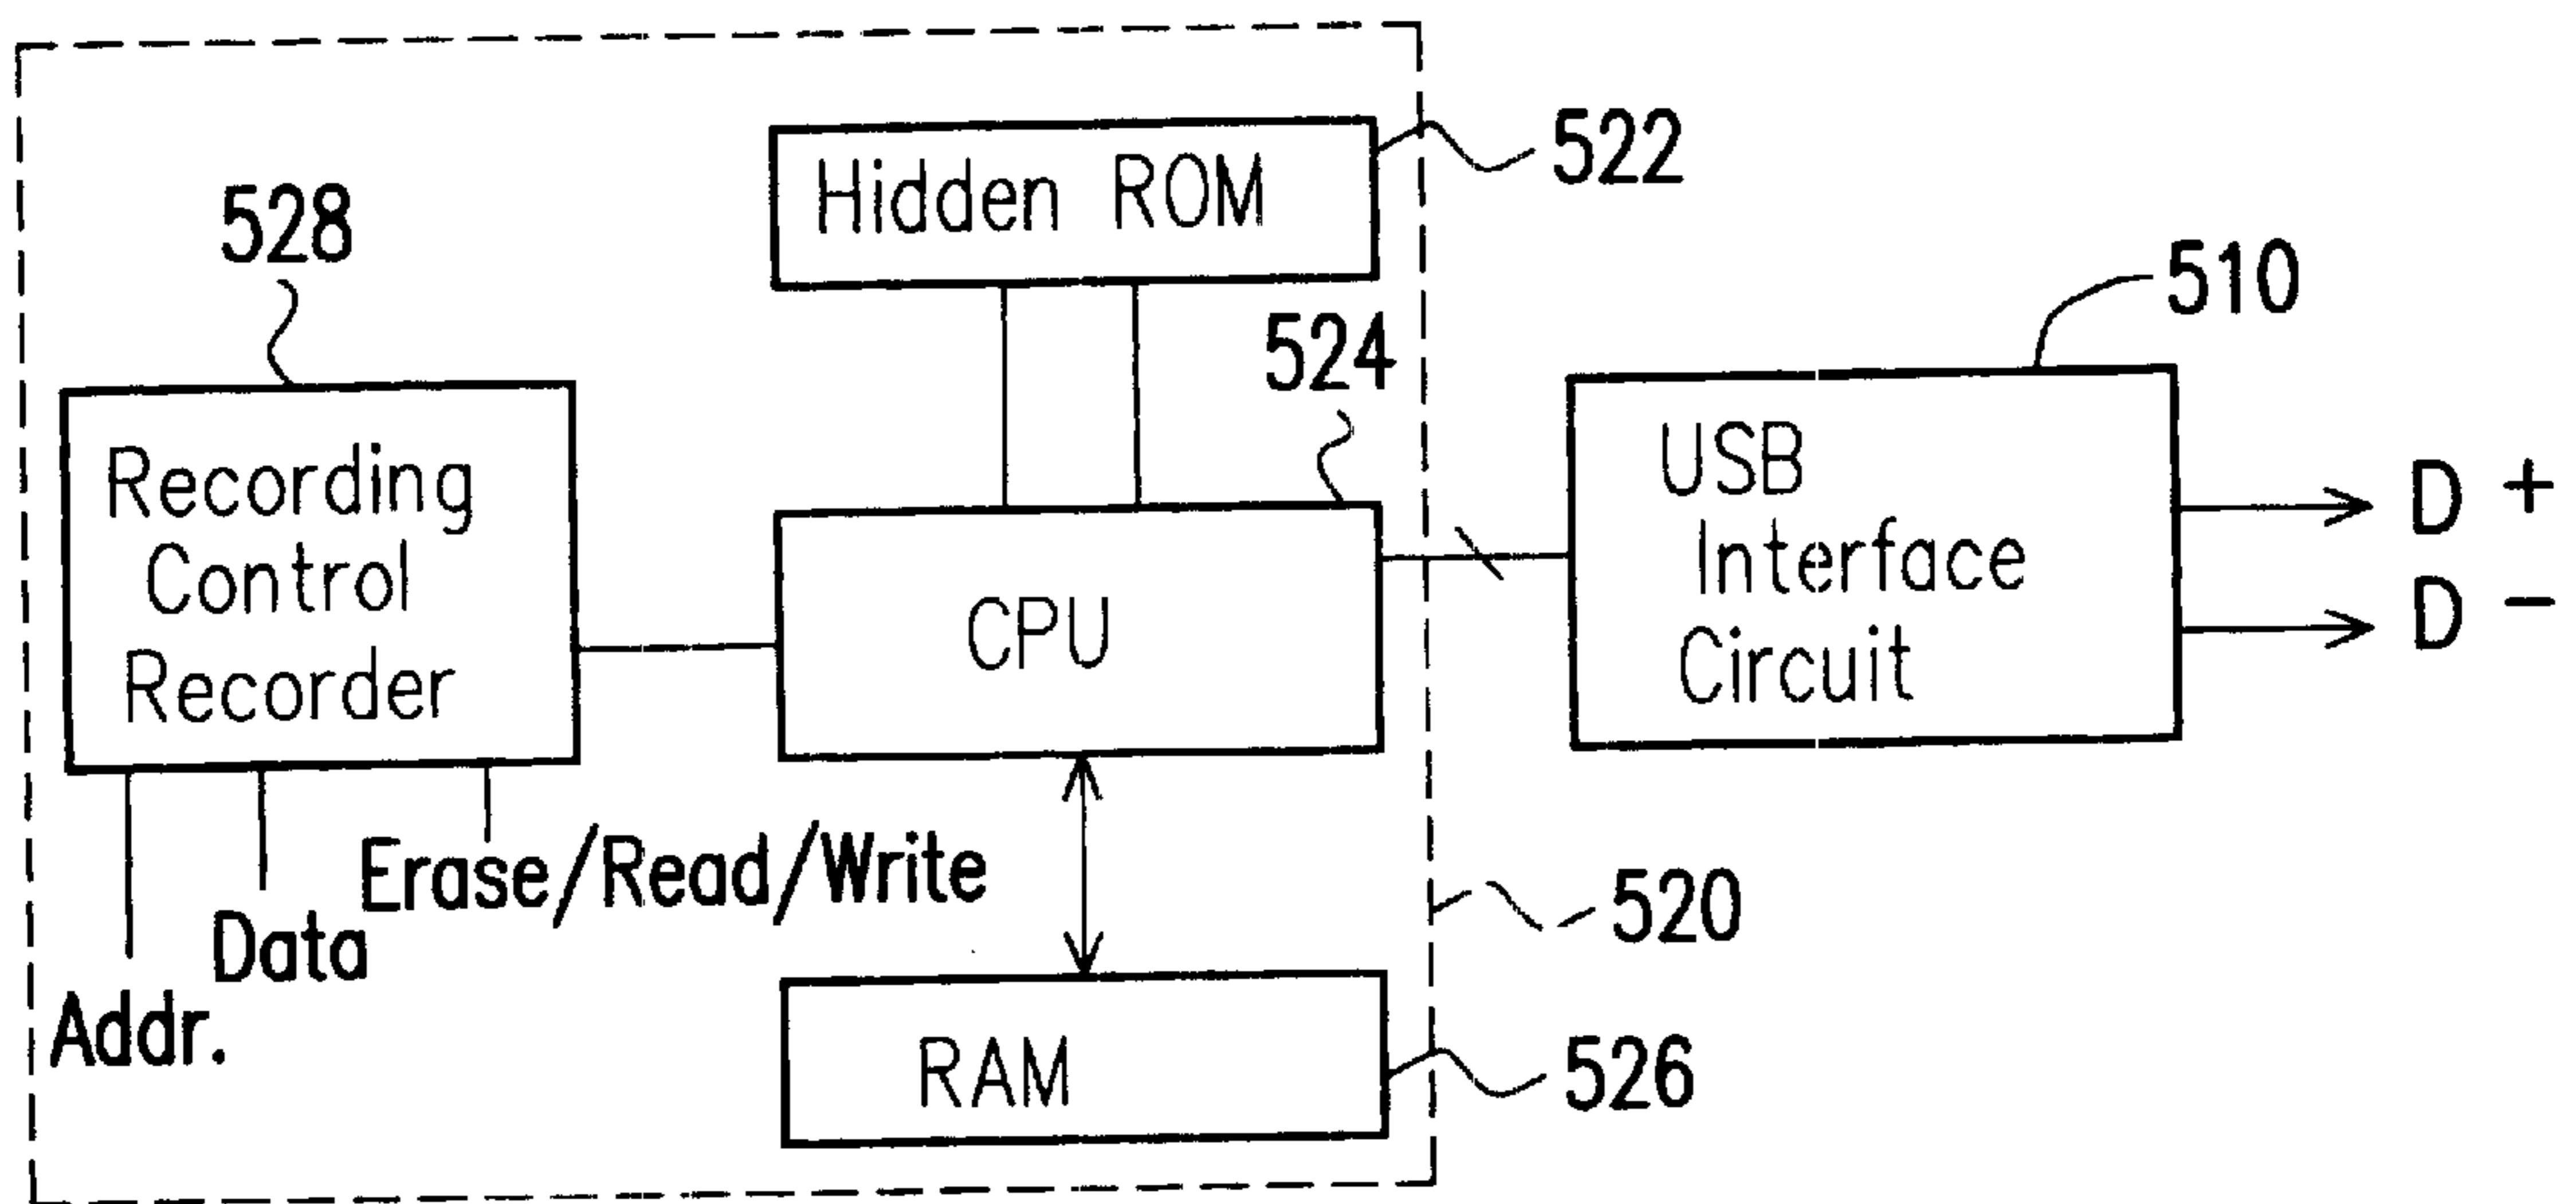 522
Hidden ROM
528
510
524
Recording
Control
Recorder
CPU
USB
Interface
Circuit
D +
D -
Erase/Read/Write
Data
Addr.
520
RAM
526